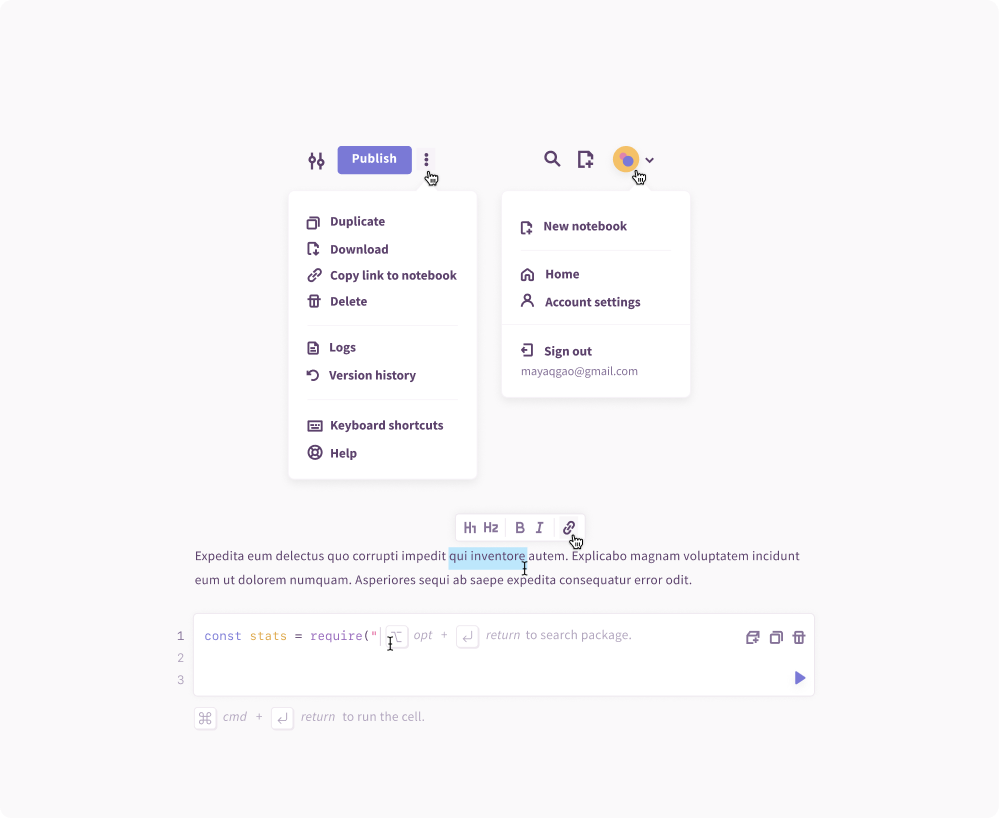 Publish
Duplicate
Download
Copy link to notebook
Delete
Logs
Version history
Keyboard shortcuts
Help
New notebook
Home
Account settings
Sign out
mayaqgao@gmail.com
H1 H2 B I
Expedita eum delectus quo corrupti impedit qui inventore autem. Explicabo magnam voluptatem incidunt
eum ut dolorem numquam. Asperiores sequi ab saepe expedita consequatur error odit.
1 const stats = require(" ⌥ opt + ↵ return to search package.
2
3
⌘ cmd + ↵ return to run the cell.